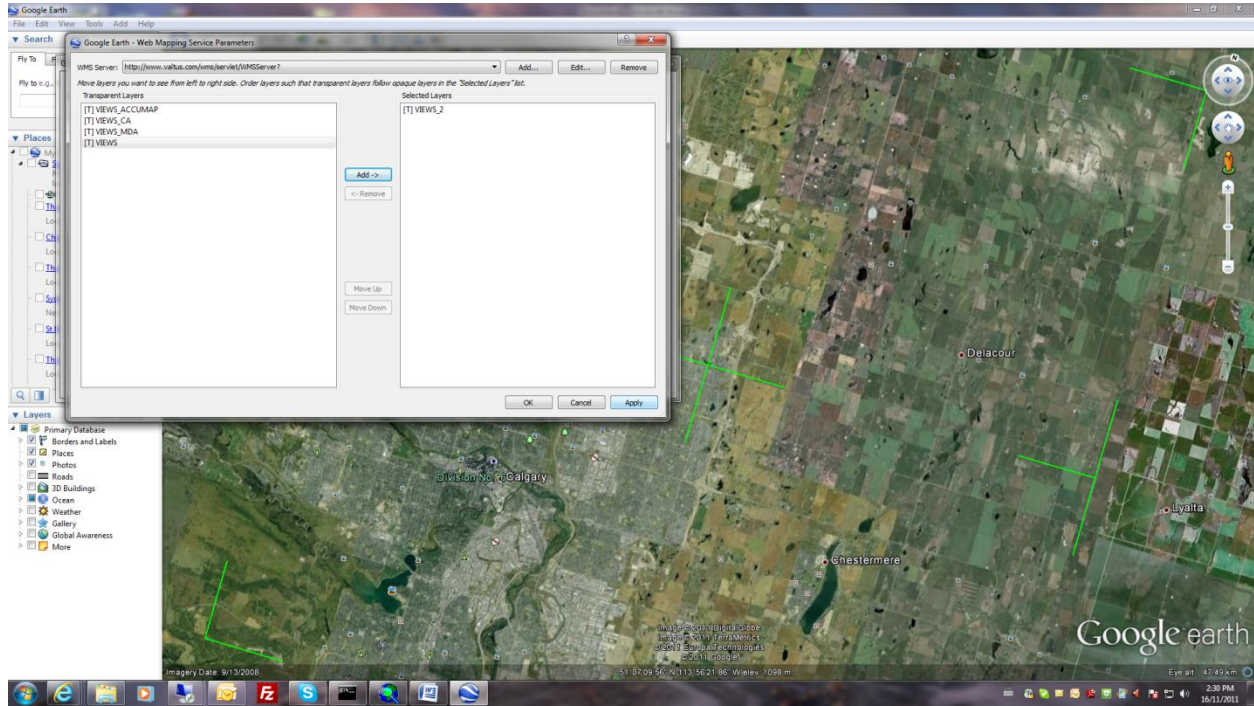 Google Earth
File Edit View Tools Add Help
Search
Fly To
Fly to e.g.,
Places
Layers
Primary Database
Borders and Labels
Places
Photos
Roads
3D Buildings
Ocean
Weather
Gallery
Global Awareness
More
Google Earth - Web Mapping Service Parameters
WMS Server: http://www.valtus.com/wms/servlet/WMSServer? Add... Edit... Remove
Move layers you want to see from left to right side. Order layers such that transparent layers follow opaque layers in the "Selected Layers" list.
Transparent Layers
[T] VIEWS_ACCUMAP
[T] VIEWS_CA
[T] VIEWS_MDA
[T] VIEWS
Add ->
<- Remove
Move Up
Move Down
Selected Layers
[T] VIEWS_2
OK Cancel Apply
N
Delacour
Lyalta
Calgary
Chestermere
Image © 2011 DigitalGlobe
Image © 2011 TerraMetrics
© 2011 Europa Technologies
© 2011 Google
Google earth
Imagery Date: 9/13/2008
51°07'09.56" N 113°56'21.86" W elev 1098 m
Eye alt 47.49 km
2:30 PM
16/11/2011